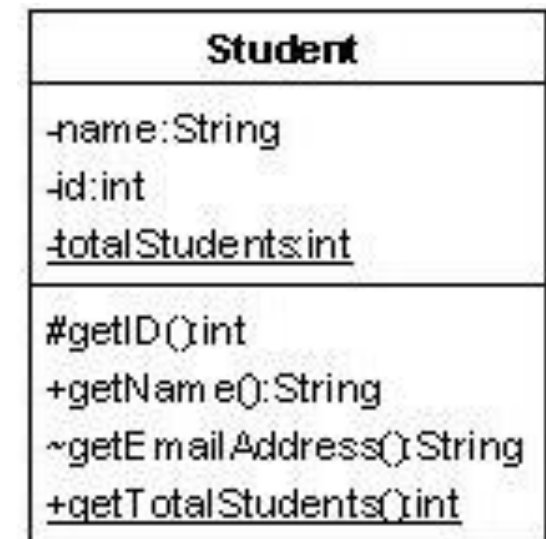 Student
-name:String
-id:int
-totalStudents:int
#getID():int
+getName():String
~getEmailAddress():String
+getTotalStudents():int